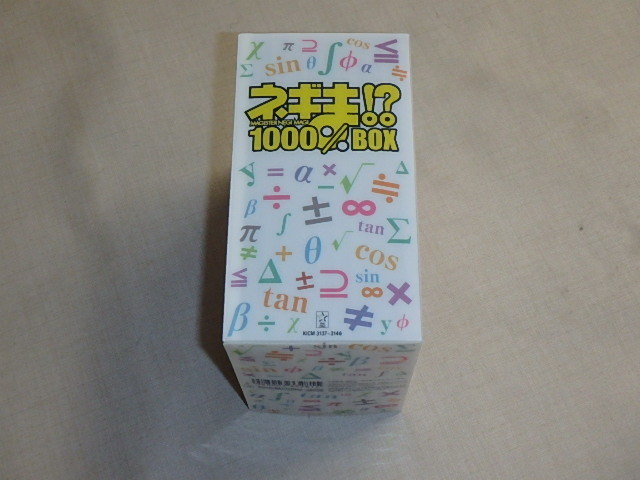 χ π ⊇ cos ≦
Σ sin θ ∫ φ α ≒
ネギま!?
MAGISTER NEGI MAGI
1000% BOX
y = α × √ ≒ Δ
β ÷ ∫ ± − ∞
π + θ √ tan Σ
≠ cos
≦ Δ ± ⊇ sin ∞ ×
tan
β ÷ χ ≠ y φ
KICM 3137~3146